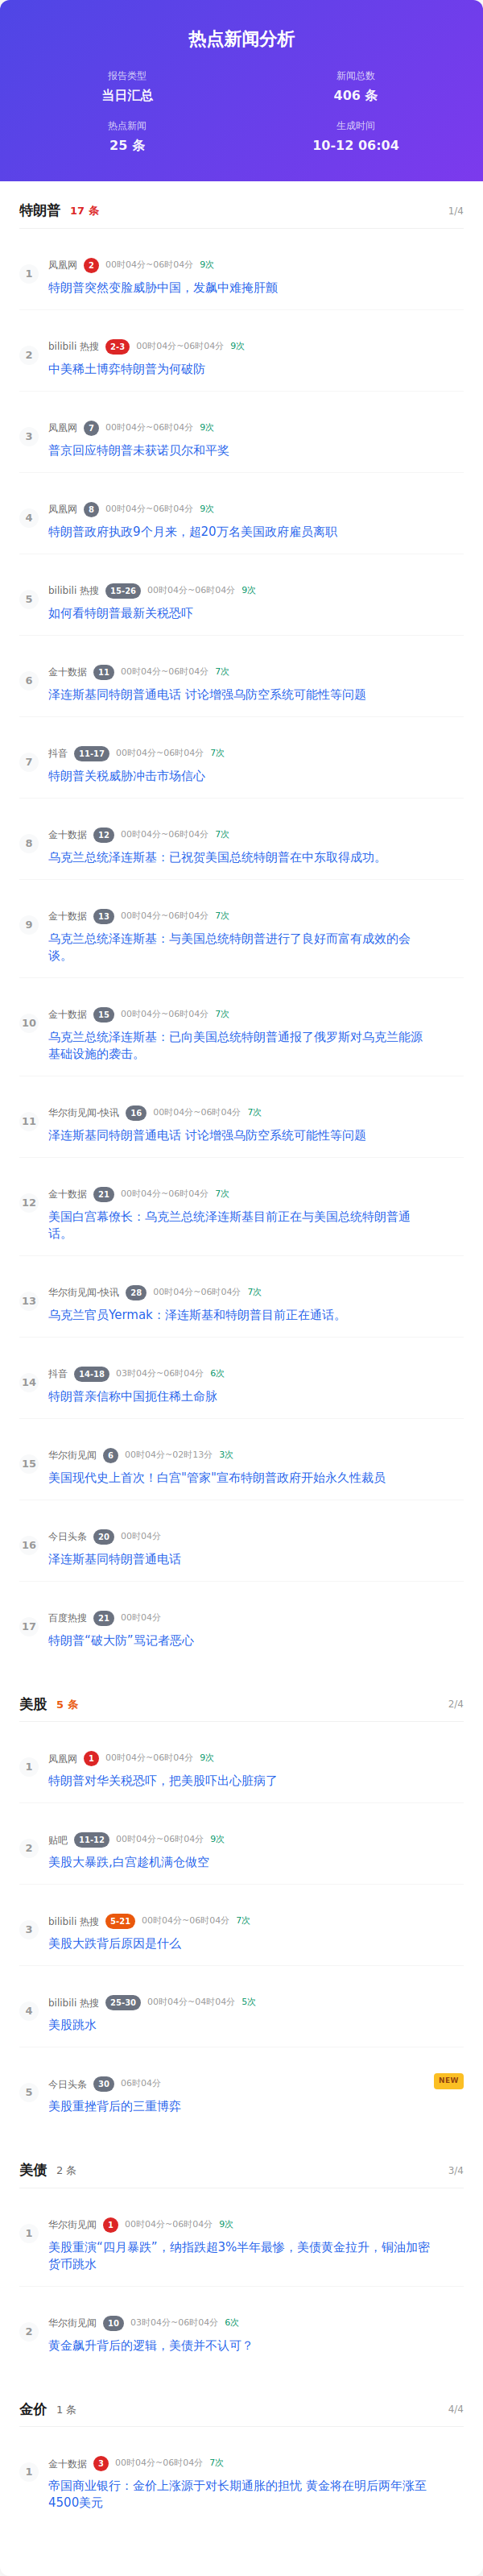 热点新闻分析
报告类型
新闻总数
当日汇总
406 条
热点新闻
生成时间
25 条
10-12 06:04
特朗普 17 条 1/4
1 凤凰网 2 00时04分~06时04分 9次
特朗普突然变脸威胁中国，发飙中难掩肝颤
2 bilibili 热搜 2-3 00时04分~06时04分 9次
中美稀土博弈特朗普为何破防
3 凤凰网 7 00时04分~06时04分 9次
普京回应特朗普未获诺贝尔和平奖
4 凤凰网 8 00时04分~06时04分 9次
特朗普政府执政9个月来，超20万名美国政府雇员离职
5 bilibili 热搜 15-26 00时04分~06时04分 9次
如何看特朗普最新关税恐吓
6 金十数据 11 00时04分~06时04分 7次
泽连斯基同特朗普通电话 讨论增强乌防空系统可能性等问题
7 抖音 11-17 00时04分~06时04分 7次
特朗普关税威胁冲击市场信心
8 金十数据 12 00时04分~06时04分 7次
乌克兰总统泽连斯基：已祝贺美国总统特朗普在中东取得成功。
9 金十数据 13 00时04分~06时04分 7次
乌克兰总统泽连斯基：与美国总统特朗普进行了良好而富有成效的会
谈。
10 金十数据 15 00时04分~06时04分 7次
乌克兰总统泽连斯基：已向美国总统特朗普通报了俄罗斯对乌克兰能源
基础设施的袭击。
11 华尔街见闻-快讯 16 00时04分~06时04分 7次
泽连斯基同特朗普通电话 讨论增强乌防空系统可能性等问题
12 金十数据 21 00时04分~06时04分 7次
美国白宫幕僚长：乌克兰总统泽连斯基目前正在与美国总统特朗普通
话。
13 华尔街见闻-快讯 28 00时04分~06时04分 7次
乌克兰官员Yermak：泽连斯基和特朗普目前正在通话。
14 抖音 14-18 03时04分~06时04分 6次
特朗普亲信称中国扼住稀土命脉
15 华尔街见闻 6 00时04分~02时13分 3次
美国现代史上首次！白宫"管家"宣布特朗普政府开始永久性裁员
16 今日头条 20 00时04分
泽连斯基同特朗普通电话
17 百度热搜 21 00时04分
特朗普“破大防”骂记者恶心
美股 5 条 2/4
1 凤凰网 1 00时04分~06时04分 9次
特朗普对华关税恐吓，把美股吓出心脏病了
2 贴吧 11-12 00时04分~06时04分 9次
美股大暴跌,白宫趁机满仓做空
3 bilibili 热搜 5-21 00时04分~06时04分 7次
美股大跌背后原因是什么
4 bilibili 热搜 25-30 00时04分~04时04分 5次
美股跳水
5 今日头条 30 06时04分 NEW
美股重挫背后的三重博弈
美债 2 条 3/4
1 华尔街见闻 1 00时04分~06时04分 9次
美股重演“四月暴跌”，纳指跌超3%半年最惨，美债黄金拉升，铜油加密
货币跳水
2 华尔街见闻 10 03时04分~06时04分 6次
黄金飙升背后的逻辑，美债并不认可？
金价 1 条 4/4
1 金十数据 3 00时04分~06时04分 7次
帝国商业银行：金价上涨源于对长期通胀的担忧 黄金将在明后两年涨至
4500美元